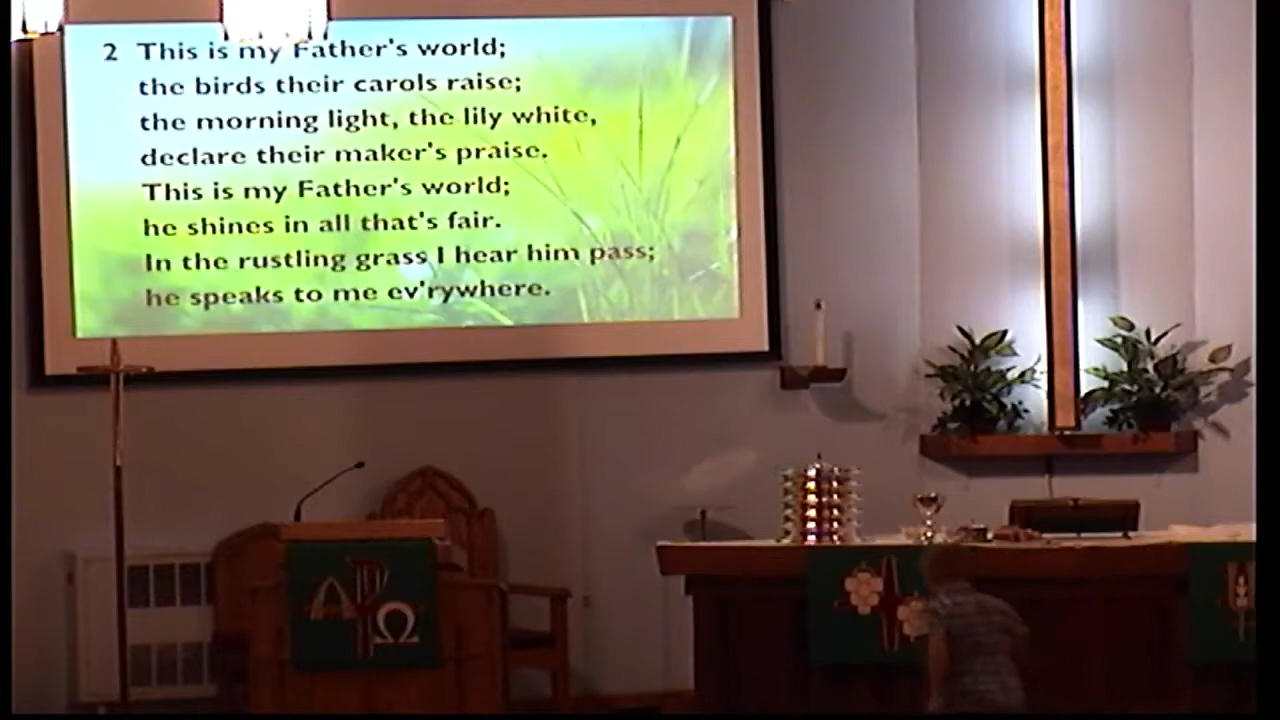 2 This is my Father's world;
the birds their carols raise;
the morning light, the lily white,
declare their maker's praise.
This is my Father's world;
he shines in all that's fair.
In the rustling grass I hear him pass;
he speaks to me ev'rywhere.
Α Ω